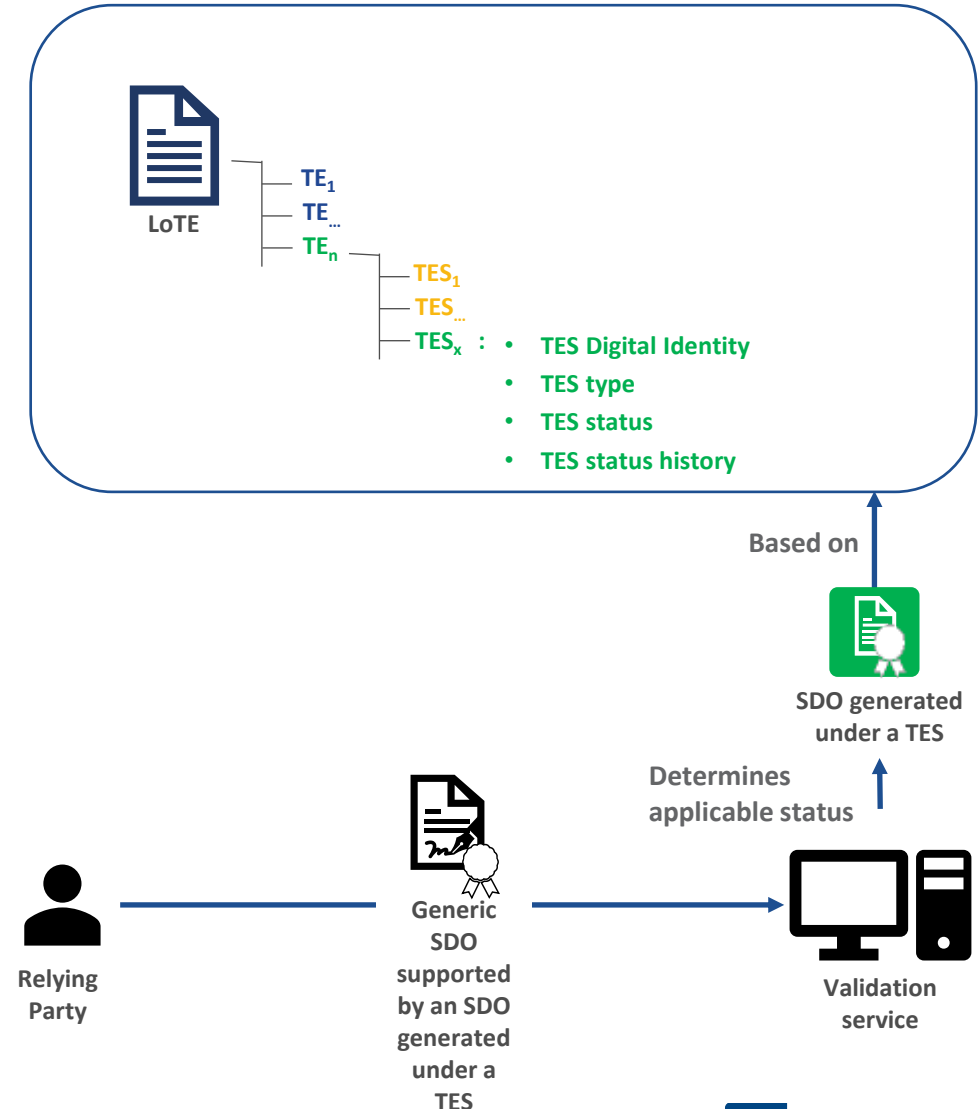 LoTE
TE₁
TE...
TEₙ
TES₁
TES...
TESₓ :
• TES Digital Identity
• TES type
• TES status
• TES status history
Based on
SDO generated
under a TES
Determines
applicable status
Relying
Party
Generic
SDO
supported
by an SDO
generated
under a
TES
Validation
service